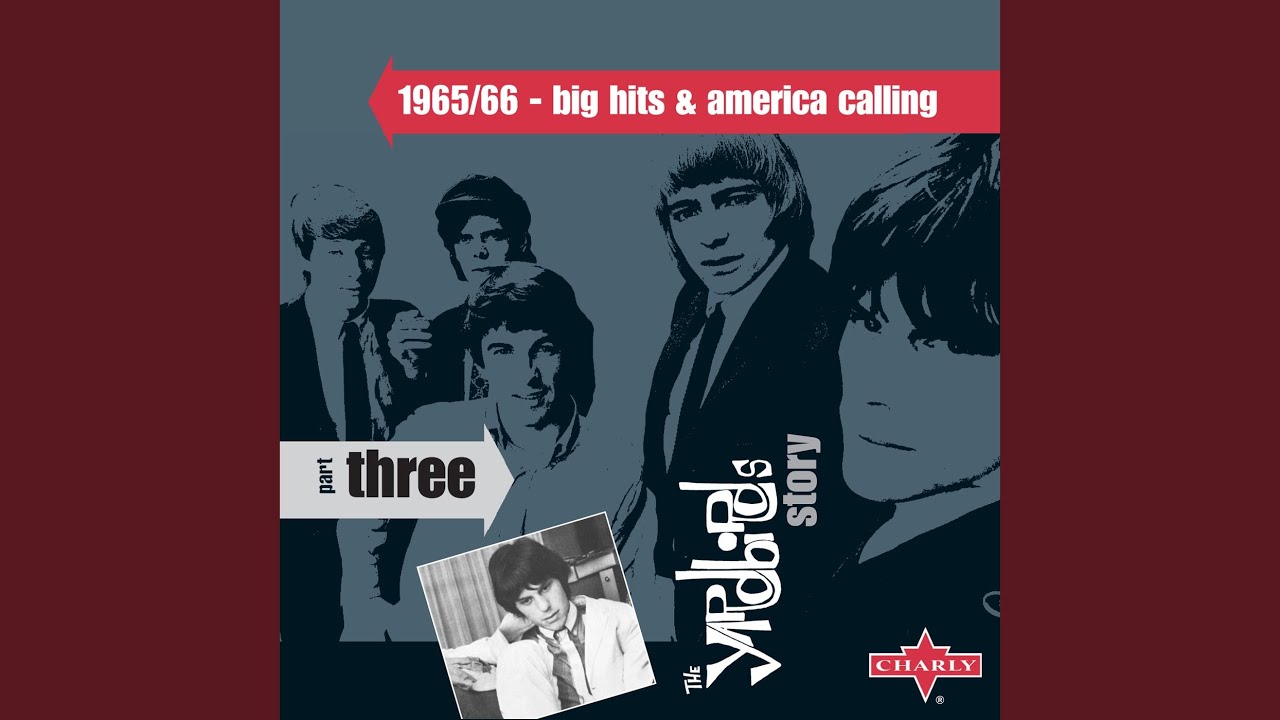 1965/66 - big hits & america calling
part three
THE YARDBIRDS story
CHARLY
®